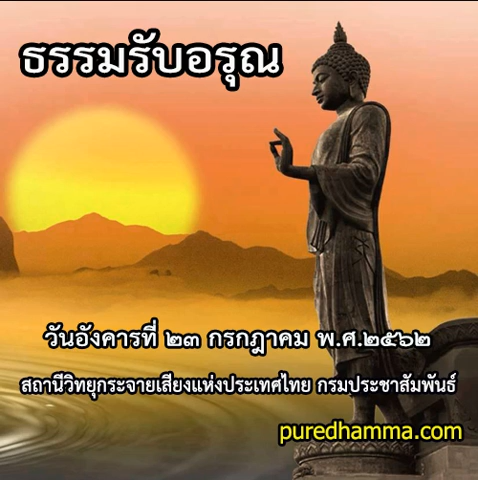 ธรรมรับอรุณ
วันอังคารที่ ๒๓ กรกฎาคม พ.ศ.๒๕๖๒
สถานีวิทยุกระจายเสียงแห่งประเทศไทย กรมประชาสัมพันธ์
puredhamma.com